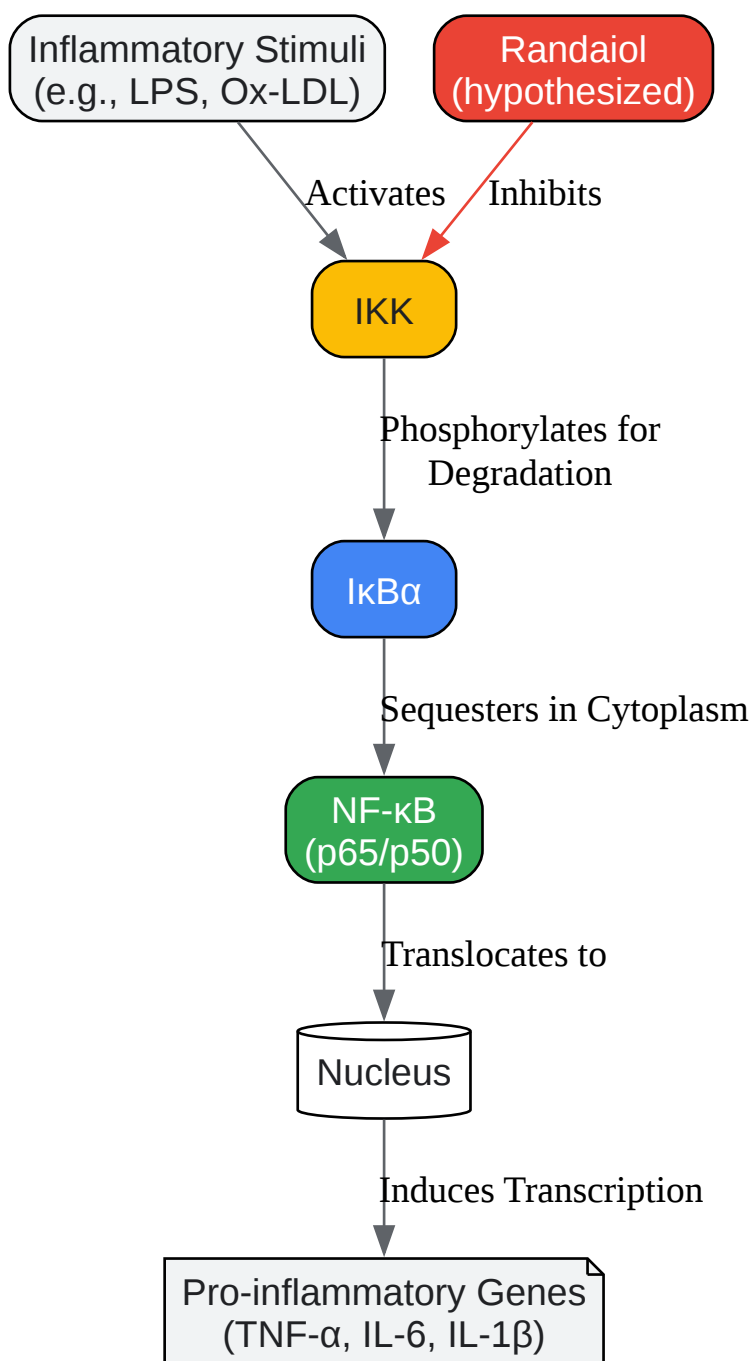 Inflammatory Stimuli
(e.g., LPS, Ox-LDL)
Randaiol
(hypothesized)
Activates
Inhibits
IKK
Phosphorylates for
Degradation
IκBα
Sequesters in Cytoplasm
NF-κB
(p65/p50)
Translocates to
Nucleus
Induces Transcription
Pro-inflammatory Genes
(TNF-α, IL-6, IL-1β)